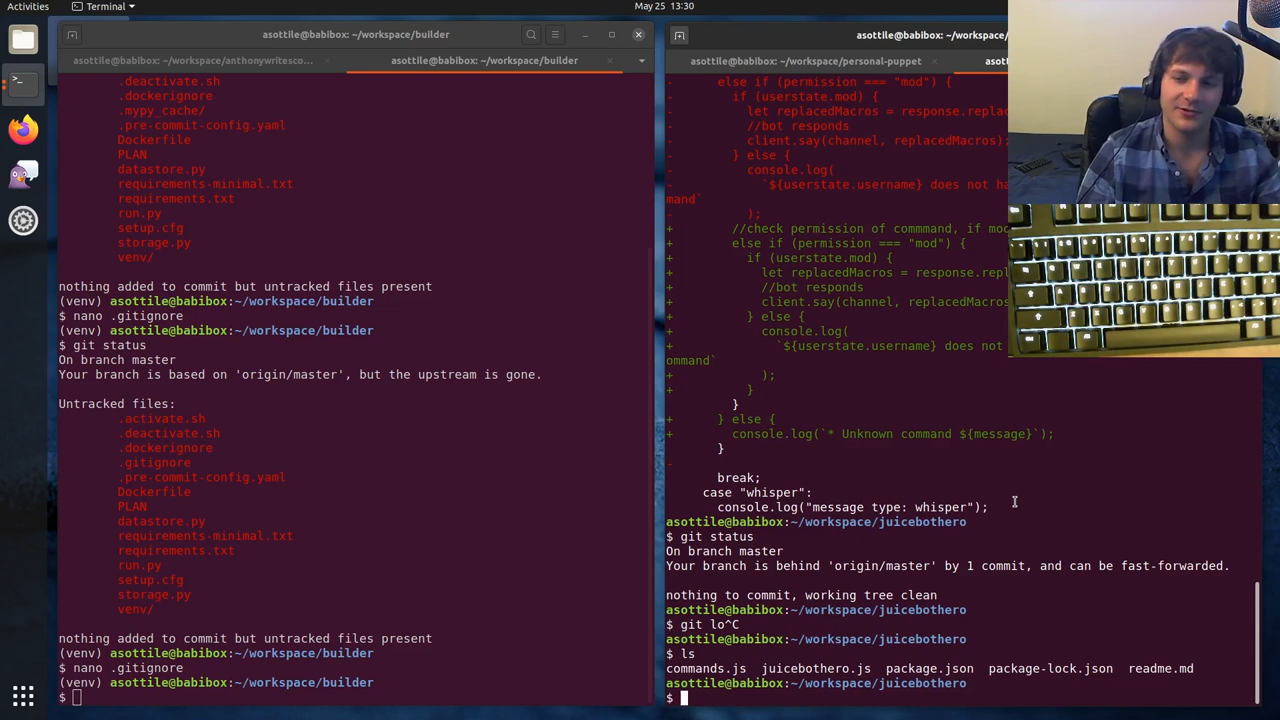 Activities
Terminal
May 25 13:30
asottile@babibox: ~/workspace/builder
asottile@babibox: ~/workspace/anthonywritesco...
asottile@babibox: ~/workspace/builder
.deactivate.sh
.dockerignore
.mypy_cache/
.pre-commit-config.yaml
Dockerfile
PLAN
datastore.py
requirements-minimal.txt
requirements.txt
run.py
setup.cfg
storage.py
venv/
nothing added to commit but untracked files present
(venv) asottile@babibox:~/workspace/builder
$ nano .gitignore
(venv) asottile@babibox:~/workspace/builder
$ git status
On branch master
Your branch is based on 'origin/master', but the upstream is gone.
Untracked files:
.activate.sh
.deactivate.sh
.dockerignore
.gitignore
.pre-commit-config.yaml
Dockerfile
PLAN
datastore.py
requirements-minimal.txt
requirements.txt
run.py
setup.cfg
storage.py
venv/
nothing added to commit but untracked files present
(venv) asottile@babibox:~/workspace/builder
$ nano .gitignore
(venv) asottile@babibox:~/workspace/builder
$
asottile@babibox: ~/workspace/
asottile@babibox: ~/workspace/personal-puppet
asott
- else if (permission === "mod") {
- if (userstate.mod) {
- let replacedMacros = response.repl
- //bot responds
- client.say(channel, replacedMacros);
- } else {
- console.log(
- `${userstate.username} does not ha
mand`
- );
+ //check permission of commmand, if mod
+ else if (permission === "mod") {
+ if (userstate.mod) {
+ let replacedMacros = response.repl
+ //bot responds
+ client.say(channel, replacedMacros
+ } else {
+ console.log(
+ `${userstate.username} does not
ommand`
+ );
+ }
}
+ } else {
+ console.log(`* Unknown command ${message}`);
}
-
break;
case "whisper":
console.log("message type: whisper");
asottile@babibox:~/workspace/juicebothero
$ git status
On branch master
Your branch is behind 'origin/master' by 1 commit, and can be fast-forwarded.
nothing to commit, working tree clean
asottile@babibox:~/workspace/juicebothero
$ git lo^C
asottile@babibox:~/workspace/juicebothero
$ ls
commands.js juicebothero.js package.json package-lock.json readme.md
asottile@babibox:~/workspace/juicebothero
$